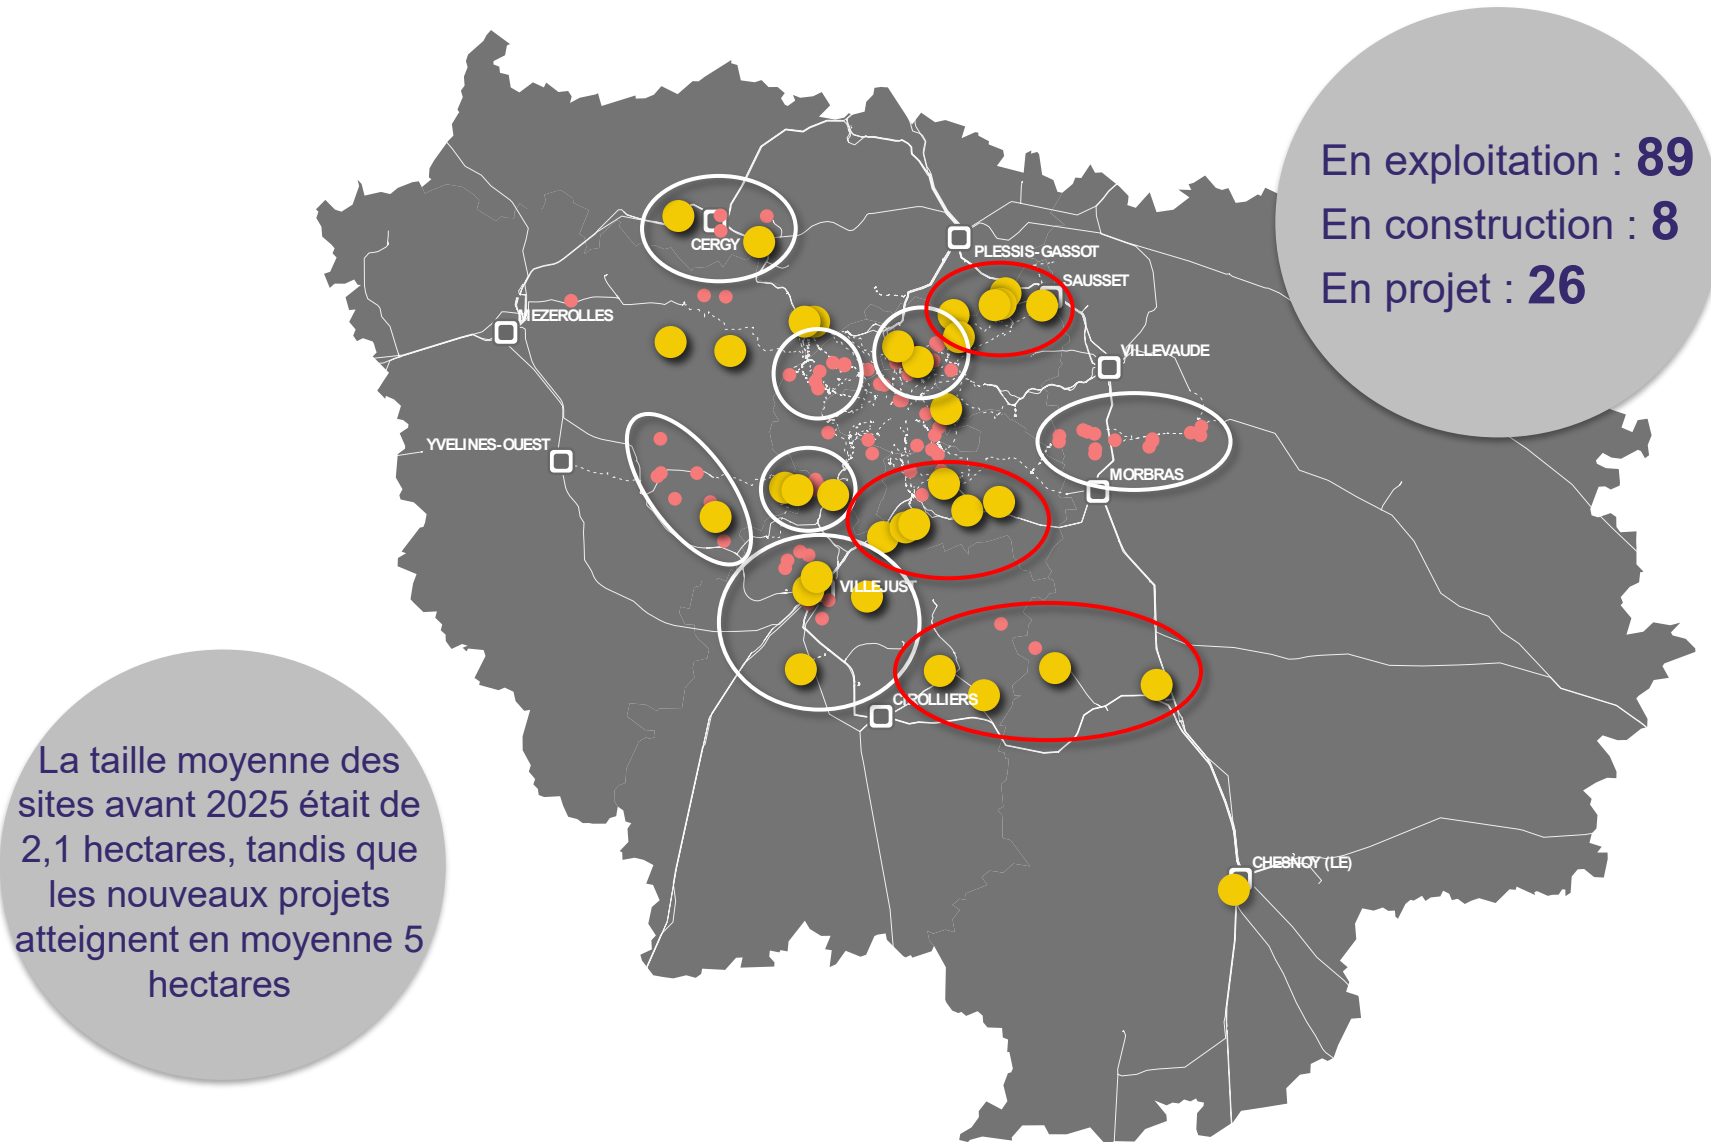 En exploitation : 89
En construction : 8
En projet : 26
CERGY
PLESSIS-GASSOT
SAUSSET
MEZEROLLES
VILLEVAUDE
YVELINES-OUEST
MORBRAS
VILLEJUST
CIROLLIERS
CHESNOY (LE)
La taille moyenne des
sites avant 2025 était de
2,1 hectares, tandis que
les nouveaux projets
atteignent en moyenne 5
hectares